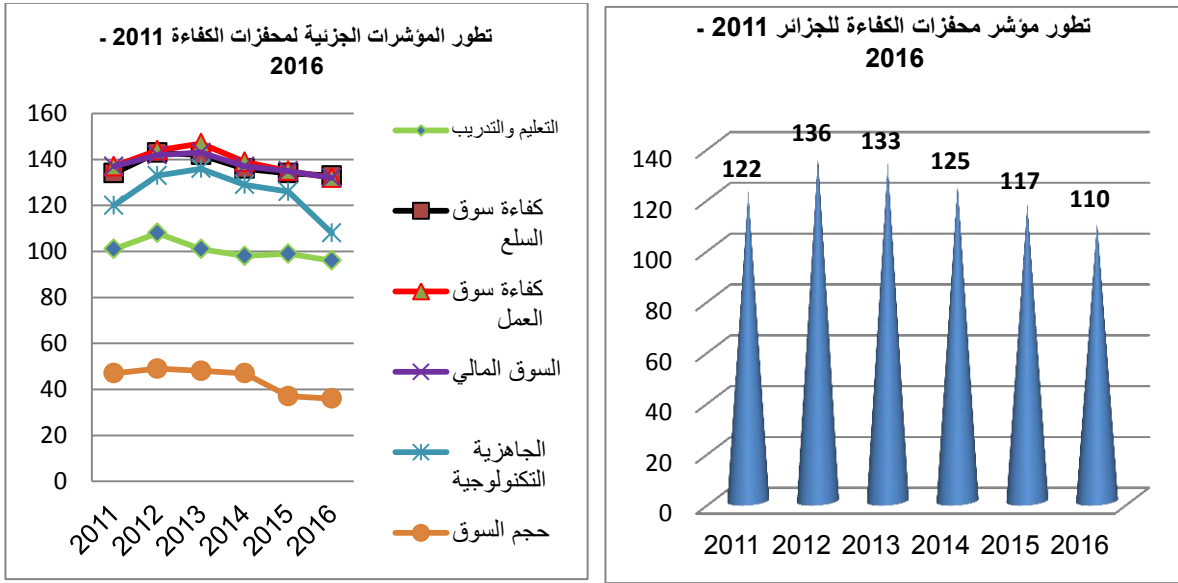 تطور المؤشرات الجزئية لمحفزات الكفاءة 2011 -
2016
160
140
120
100
80
60
40
20
0
2011
2012
2013
2014
2015
2016
التعليم والتدريب
كفاءة سوق
السلع
كفاءة سوق
العمل
السوق المالي
الجاهزية
التكنولوجية
حجم السوق
تطور مؤشر محفزات الكفاءة للجزائر 2011 -
2016
140
120
100
80
60
40
20
0
122
136
133
125
117
110
2011 2012 2013 2014 2015 2016